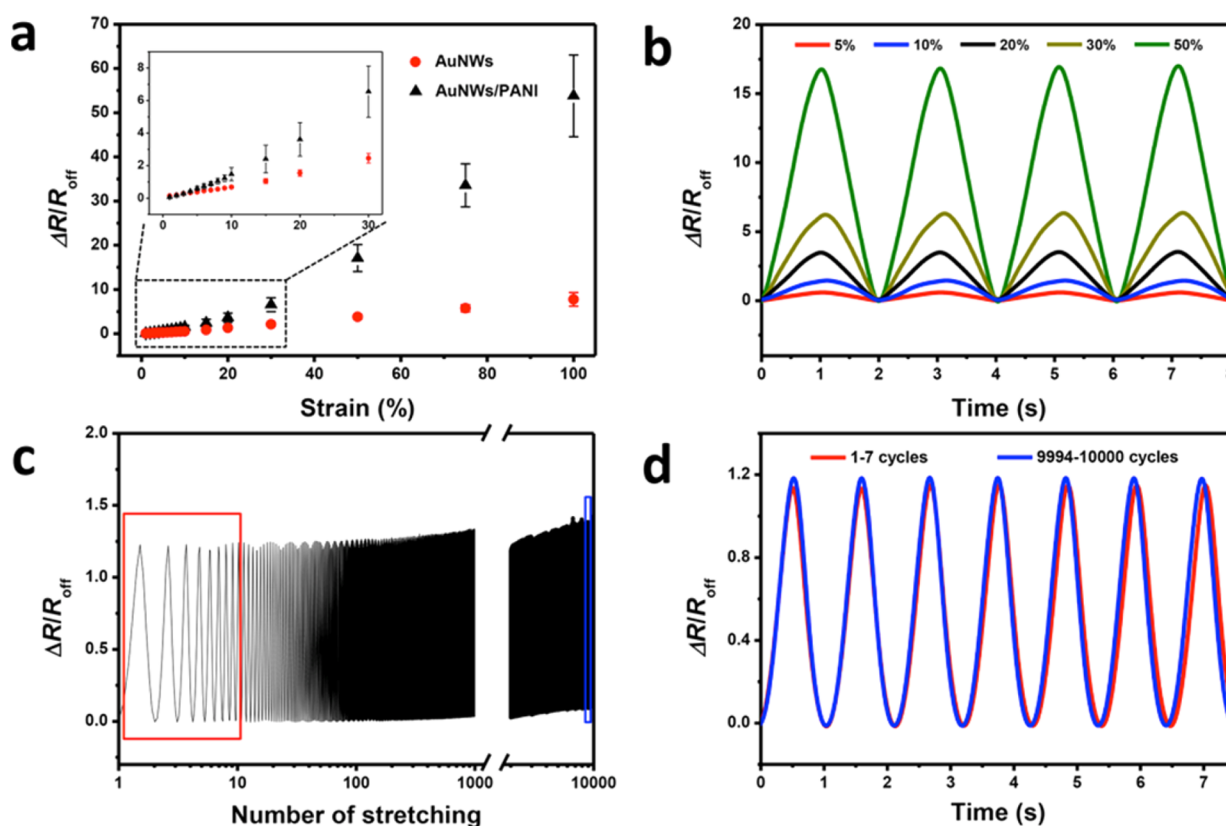 a
70
60
50
40
30
20
10
0
ΔR/Roff
8
6
4
2
0
0 10 20 30
AuNWs
AuNWs/PANI
0 20 40 60 80 100
Strain (%)
b
5% 10% 20% 30% 50%
20
15
10
5
0
ΔR/Roff
0 1 2 3 4 5 6 7
Time (s)
c
2.0
1.5
1.0
0.5
0.0
ΔR/Roff
1 10 100 1000 10000
Number of stretching
d
1-7 cycles 9994-10000 cycles
1.2
0.8
0.4
0.0
ΔR/Roff
0 1 2 3 4 5 6 7
Time (s)